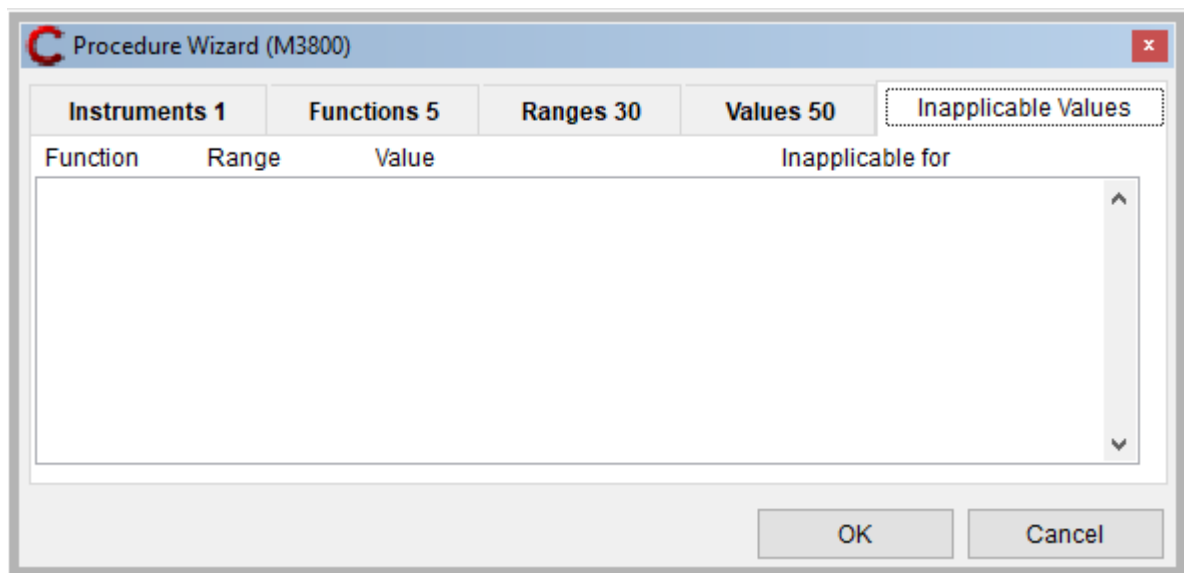 Procedure Wizard (M3800)
Instruments 1 Functions 5 Ranges 30 Values 50 Inapplicable Values
Function Range Value Inapplicable for
OK Cancel